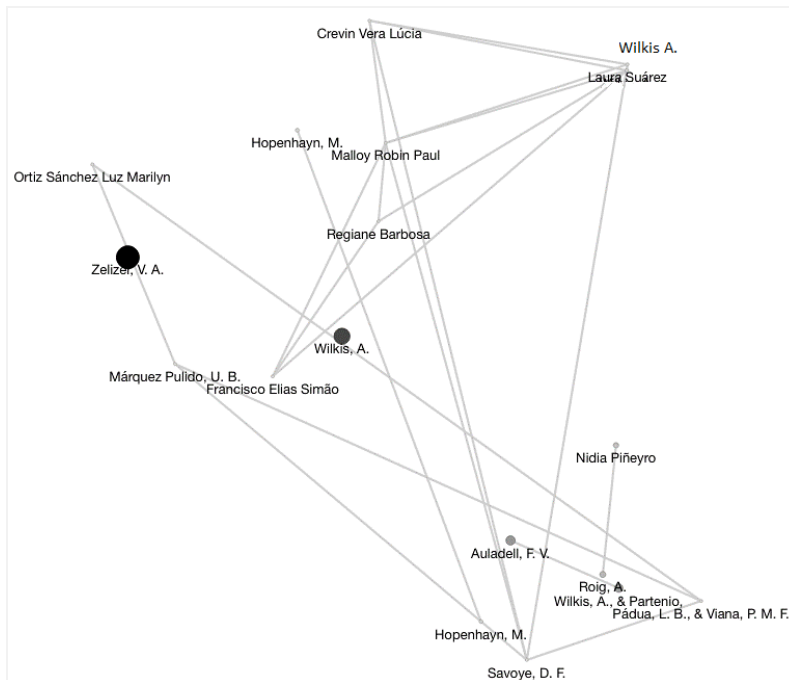 Crevin Vera Lúcia
Wilkis A.
Laura Suárez
Hopenhayn, M.
Malloy Robin Paul
Ortiz Sánchez Luz Marilyn
Regiane Barbosa
Zelizer, V. A.
Wilkis, A.
Márquez Pulido, U. B.
Francisco Elias Simão
Nidia Piñeyro
Auladell, F. V.
Roig, A.
Wilkis, A., & Partenio,
Pádua, L. B., & Viana, P. M. F.
Hopenhayn, M.
Savoye, D. F.